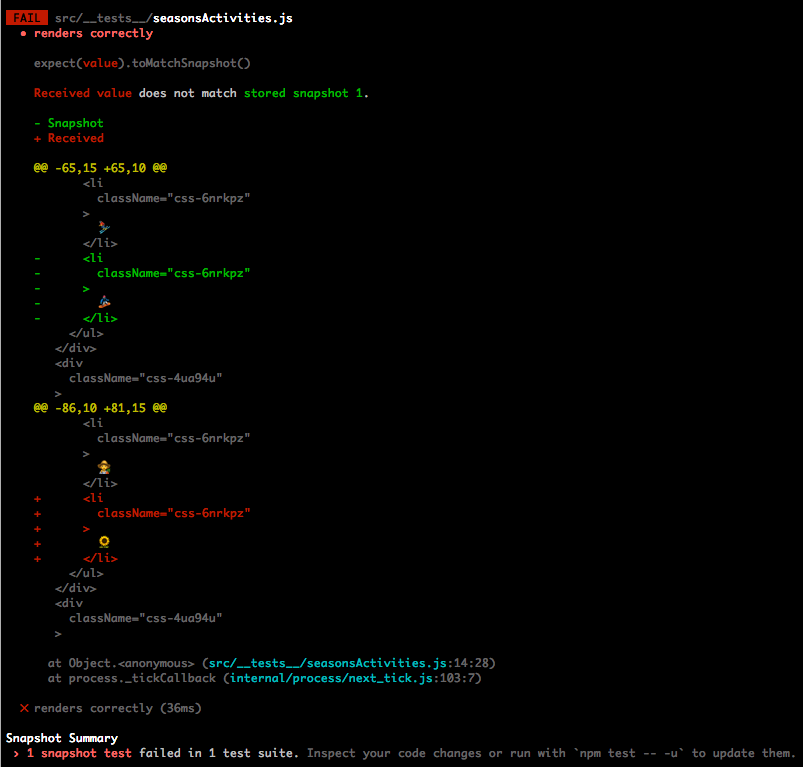 FAIL src/__tests__/seasonsActivities.js
● renders correctly
expect(value).toMatchSnapshot()
Received value does not match stored snapshot 1.
- Snapshot
+ Received
@@ -65,15 +65,10 @@
<li
className="css-6nrkpz"
>
</li>
- <li
- className="css-6nrkpz"
- >
-
- </li>
</ul>
</div>
<div
className="css-4ua94u"
>
@@ -86,10 +81,15 @@
<li
className="css-6nrkpz"
>
</li>
+ <li
+ className="css-6nrkpz"
+ >
+ 🌻
+ </li>
</ul>
</div>
<div
className="css-4ua94u"
>
at Object.<anonymous> (src/__tests__/seasonsActivities.js:14:28)
at process._tickCallback (internal/process/next_tick.js:103:7)
✕ renders correctly (36ms)
Snapshot Summary
› 1 snapshot test failed in 1 test suite. Inspect your code changes or run with `npm test -- -u` to update them.